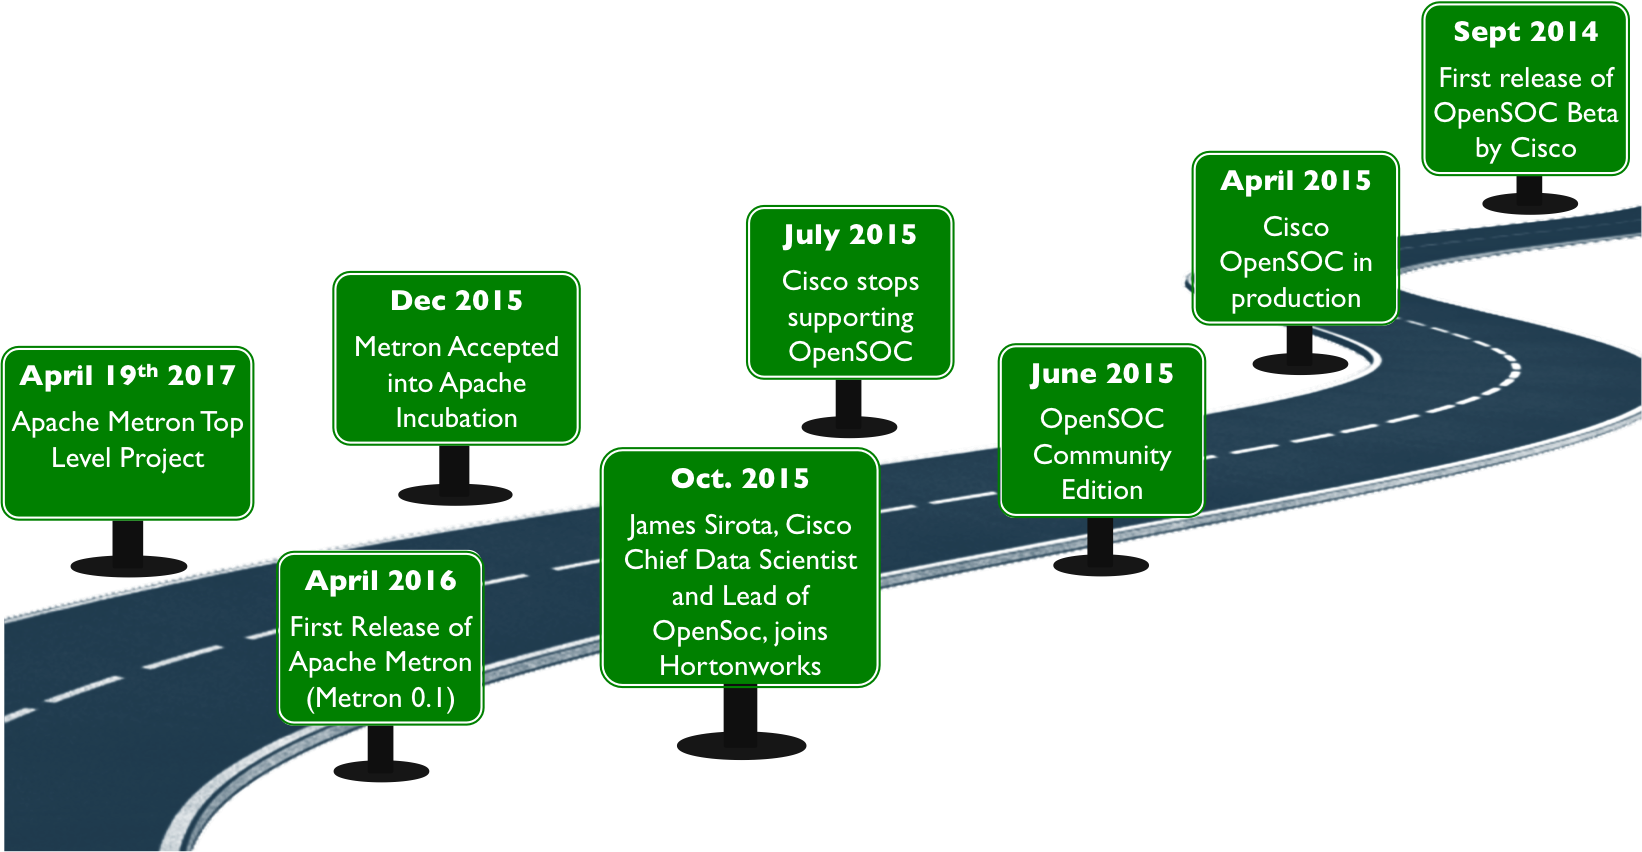 Sept 2014
First release of
OpenSOC Beta
by Cisco
April 2015
Cisco
OpenSOC in
production
June 2015
OpenSOC
Community
Edition
July 2015
Cisco stops
supporting
OpenSOC
Oct. 2015
James Sirota, Cisco
Chief Data Scientist
and Lead of
OpenSoc, joins
Hortonworks
Dec 2015
Metron Accepted
into Apache
Incubation
April 2016
First Release of
Apache Metron
(Metron 0.1)
April 19th 2017
Apache Metron Top
Level Project